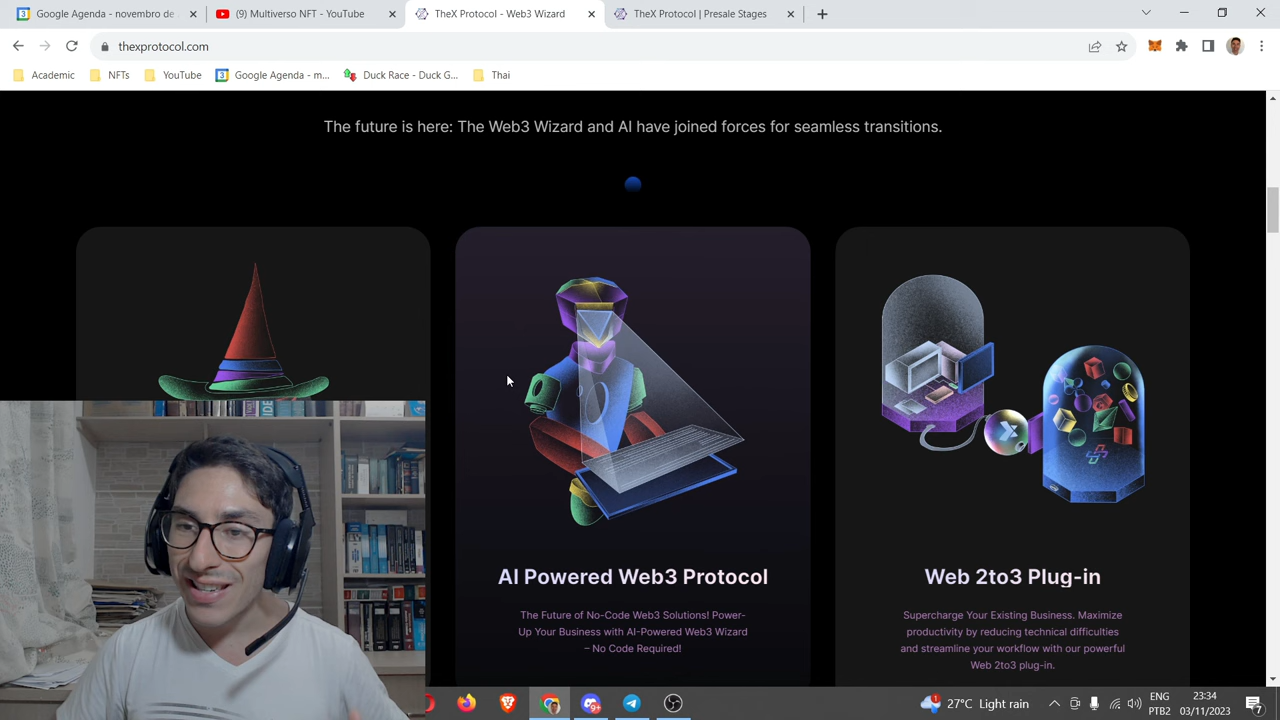 Google Agenda - novembro de
(9) Multiverso NFT - YouTube
TheX Protocol - Web3 Wizard
TheX Protocol | Presale Stages
thexprotocol.com
Academic
NFTs
YouTube
Google Agenda - m...
Duck Race - Duck G...
Thai
The future is here: The Web3 Wizard and AI have joined forces for seamless transitions.
AI Powered Web3 Protocol
The Future of No-Code Web3 Solutions! Power-
Up Your Business with AI-Powered Web3 Wizard
– No Code Required!
Web 2to3 Plug-in
Supercharge Your Existing Business. Maximize
productivity by reducing technical difficulties
and streamline your workflow with our powerful
Web 2to3 plug-in.
27°C Light rain
ENG
PTB2
23:34
03/11/2023
7